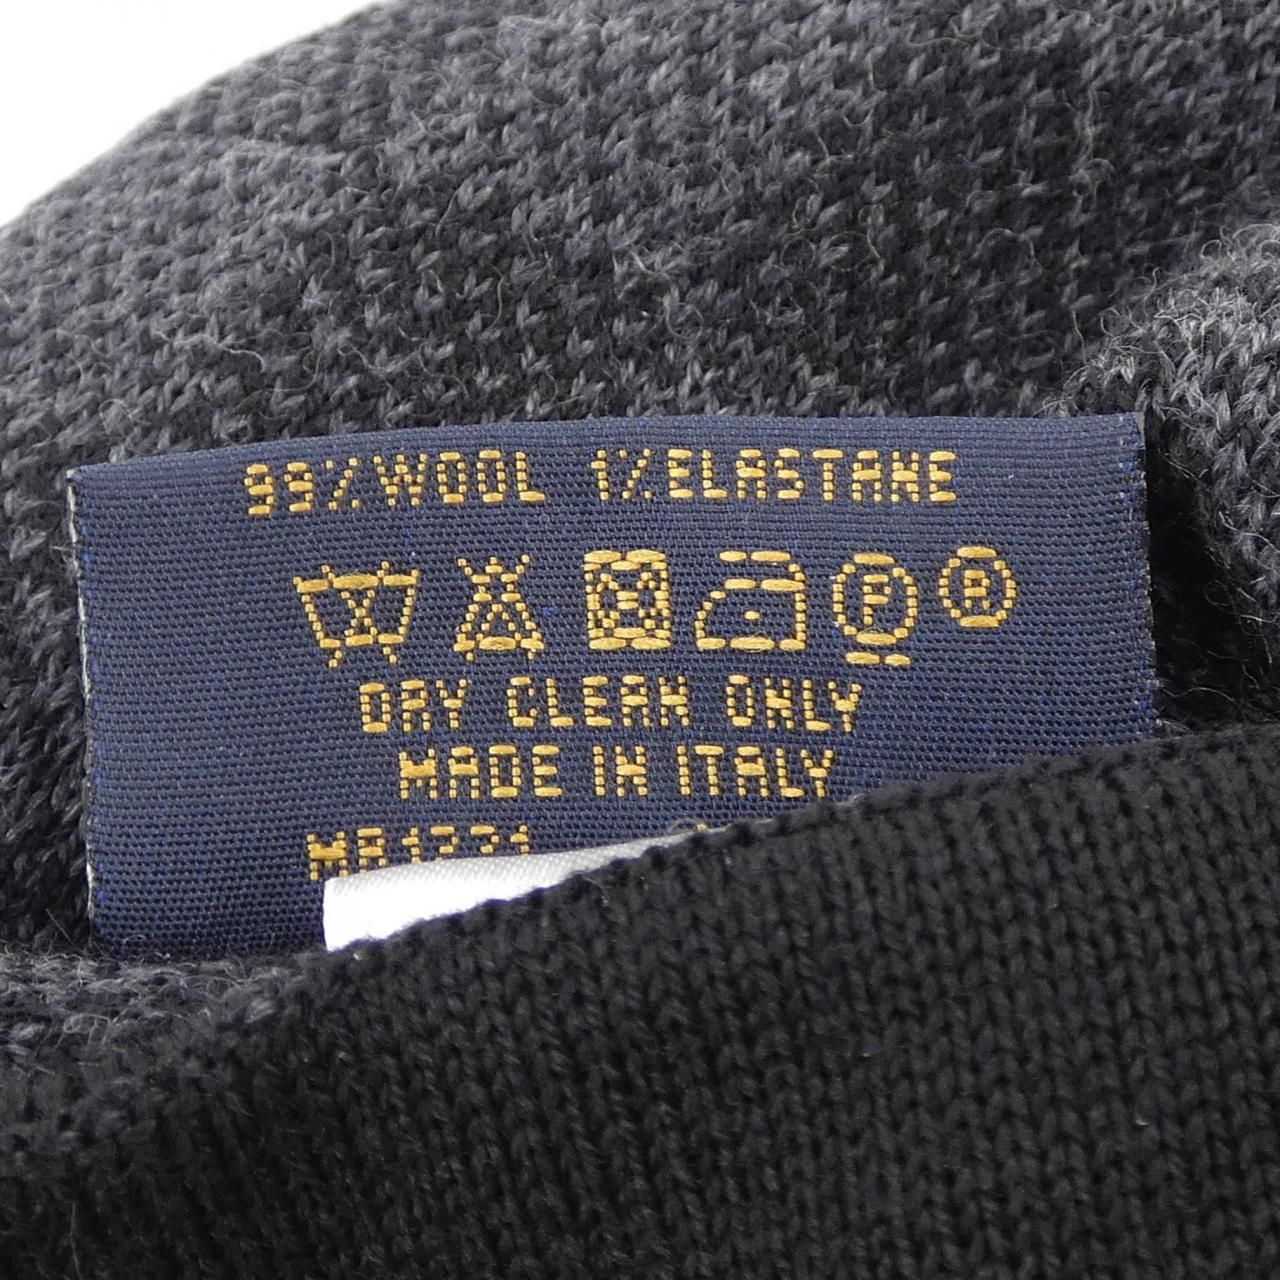 99% WOOL 1% ELASTANE
P
R
DRY CLEAN ONLY
MADE IN ITALY